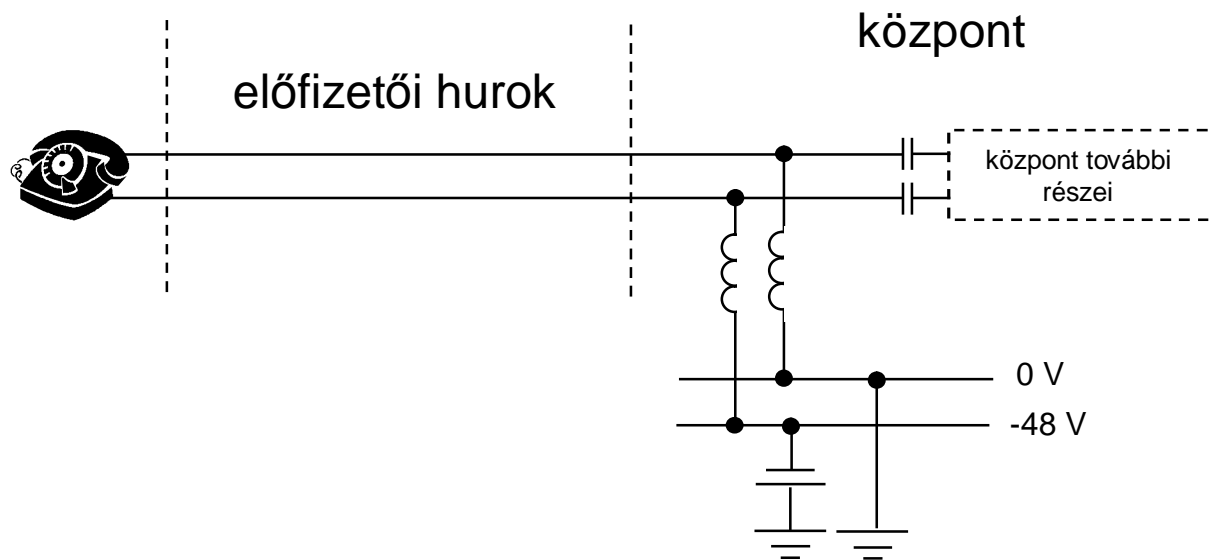 központ
előfizetői hurok
központ további
részei
0 V
-48 V